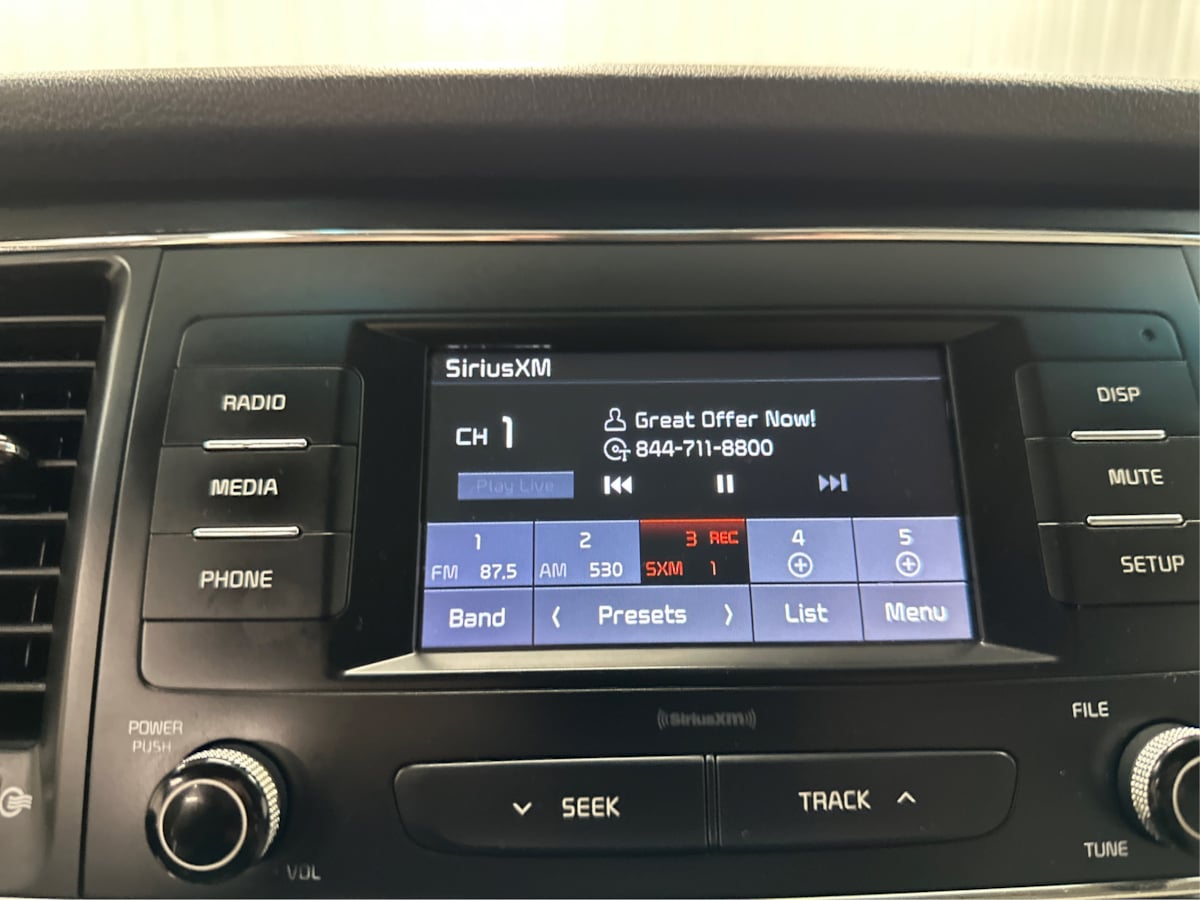 SiriusXM
RADIO
MEDIA
PHONE
CH 1
Great Offer Now!
844-711-8800
Play Live
1
FM 87.5
2
AM 530
3 REC
SXM 1
4
5
Band
Presets
List
Menu
DISP
MUTE
SETUP
SiriusXM
POWER
PUSH
VOL
SEEK
TRACK
FILE
TUNE